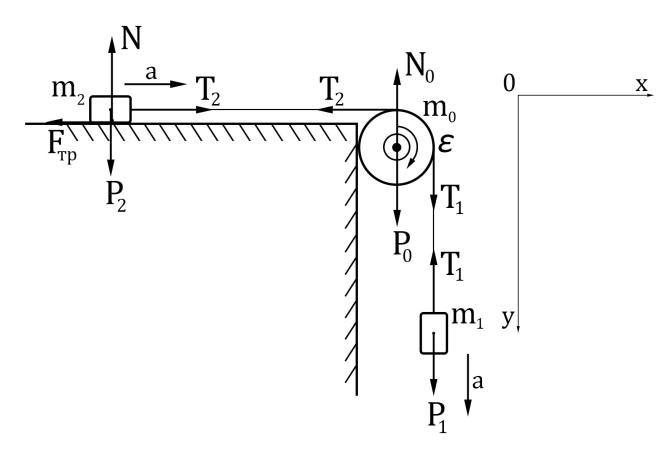 N
a
m₂
T₂
T₂
N₀
m₀
0
x
Fтр
ε
P₂
T₁
P₀
T₁
y
m₁
a
P₁